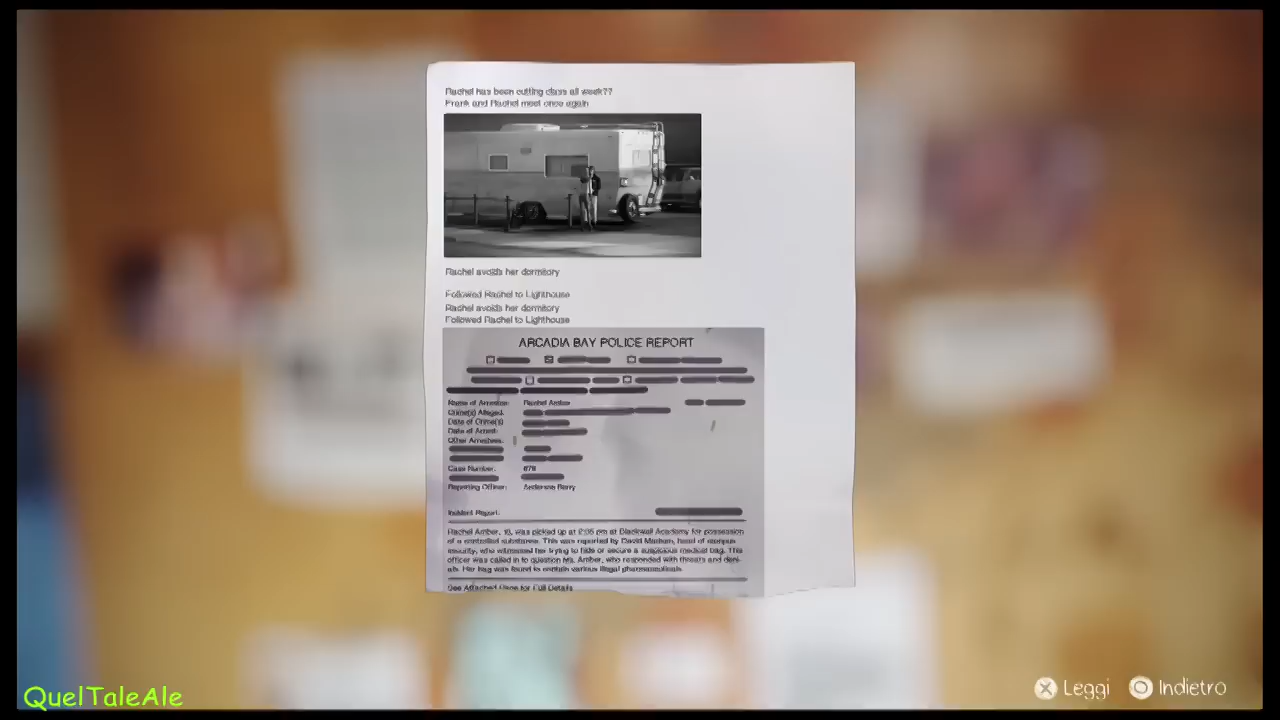 Rachel has been cutting class all week??
Frank and Rachel meet once again
Rachel avoids her dormitory
Followed Rachel to Lighthouse
Rachel avoids her dormitory
Followed Rachel to Lighthouse
ARCADIA BAY POLICE REPORT
Name of Arrestee: Rachel Amber
Crime(s) Alleged:
Date of Crime(s)
Date of Arrest:
Other Arrestees:
Case Number: 678
Reporting Officer: Anderson Berry
Incident Report:
Rachel Amber, was picked up at pm at Blackwell Academy for possession
of a controlled substance. This was reported by David Madsen, head of campus
security, who witnessed her trying to hide or secure a suspicious medical bag. This
officer was called in to question Ms. Amber, who responded with threats and deni-
als. Her bag was found to contain various illegal pharmaceuticals.
See Attached Page for Full Details
Leggi
Indietro
QuelTaleAle